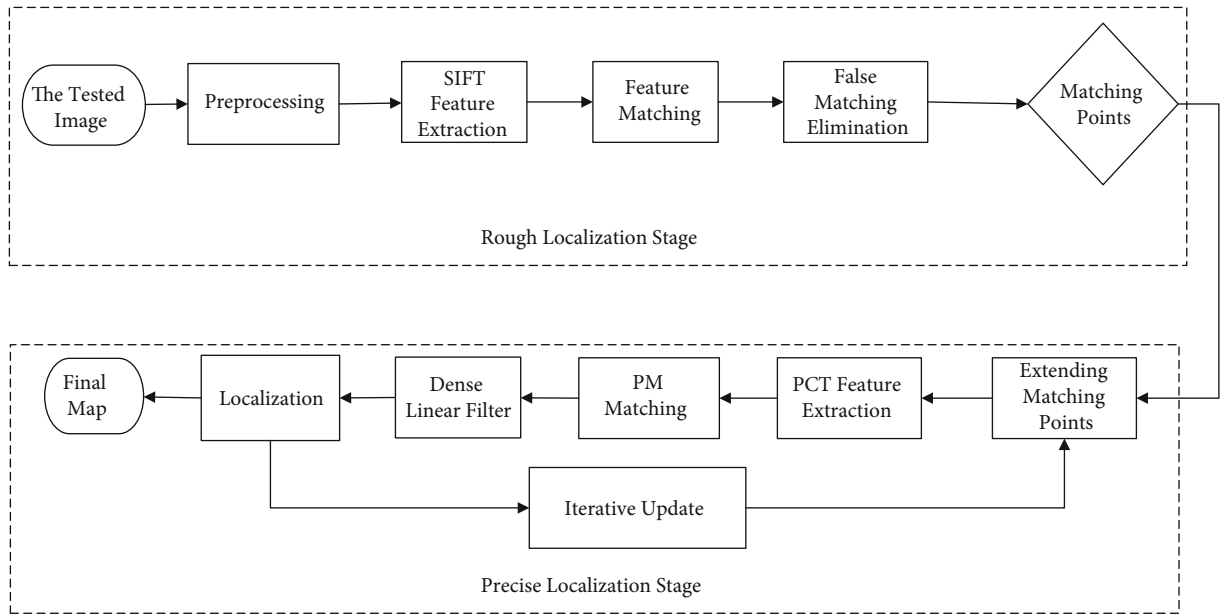 The Tested
Image
Preprocessing
SIFT
Feature
Extraction
Feature
Matching
False
Matching
Elimination
Matching
Points
Rough Localization Stage
Final
Map
Localization
Dense
Linear Filter
PM
Matching
PCT Feature
Extraction
Extending
Matching
Points
Iterative Update
Precise Localization Stage